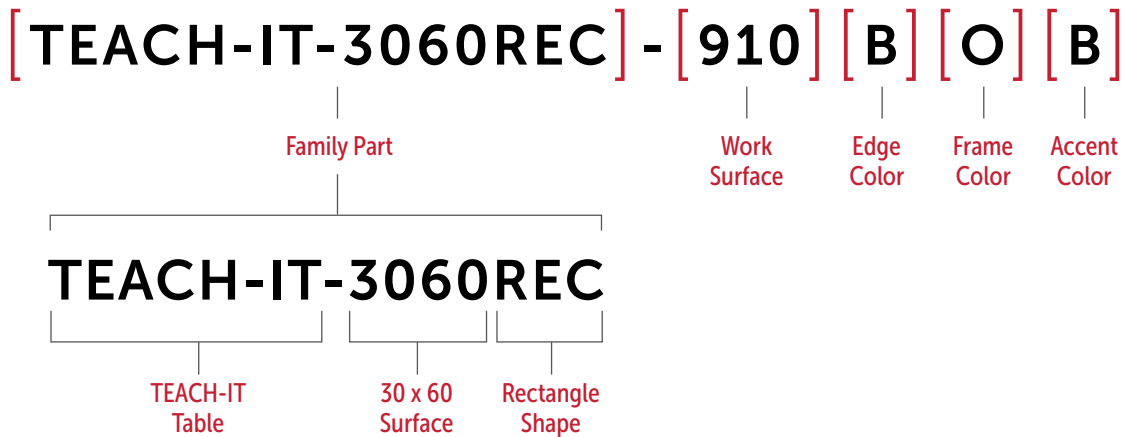 [TEACH-IT-3060REC]-[910][B][O][B]
Family Part
Work
Surface
Edge
Color
Frame
Color
Accent
Color
TEACH-IT-3060REC
TEACH-IT
Table
30 x 60
Surface
Rectangle
Shape